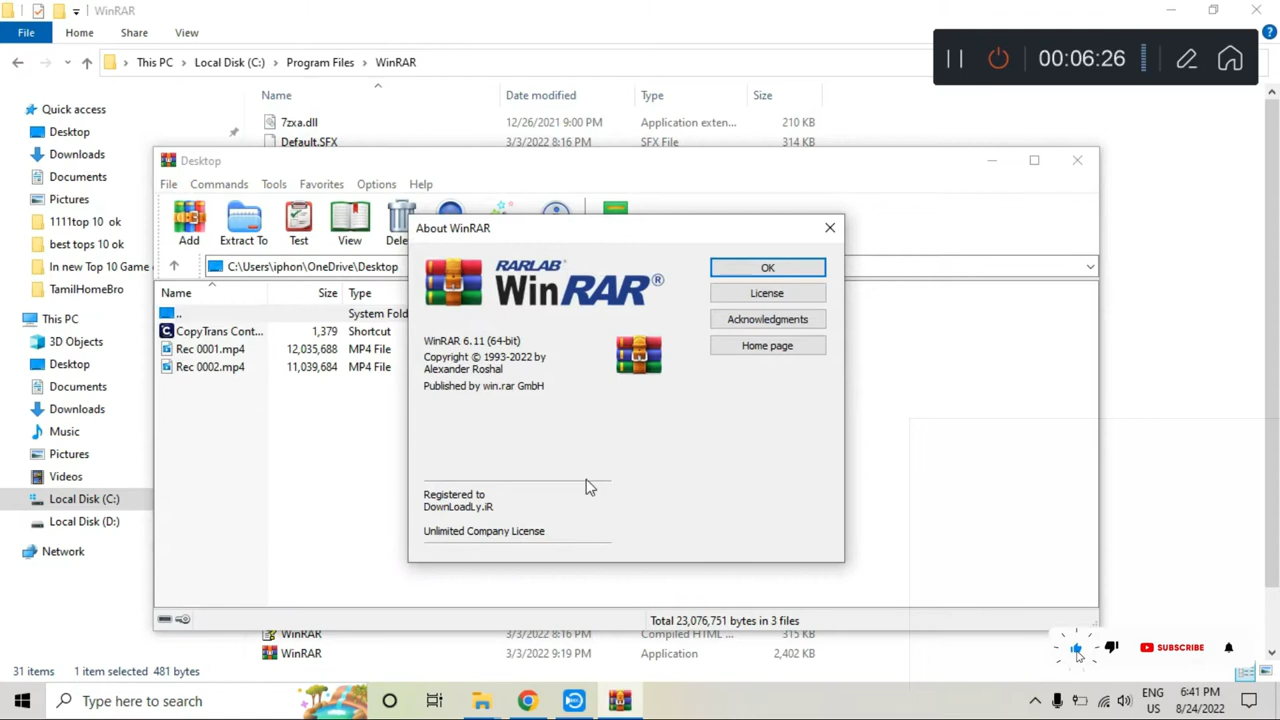 WinRAR
File Home Share View
This PC Local Disk (C:) Program Files WinRAR
00:06:26
Name Date modified Type Size
7zxa.dll 12/26/2021 9:00 PM Application exten... 210 KB
Default.SFX 3/3/2022 8:16 PM SFX File 314 KB
Quick access
Desktop
Downloads
Documents
Pictures
1111top 10 ok
best tops 10 ok
In new Top 10 Game
TamilHomeBro
This PC
3D Objects
Desktop
Documents
Downloads
Music
Pictures
Videos
Local Disk (C:)
Local Disk (D:)
Network
Desktop
File Commands Tools Favorites Options Help
Add Extract To Test View Dele
C:\Users\iphon\OneDrive\Desktop
Name Size Type
.. System Fold
CopyTrans Cont... 1,379 Shortcut
Rec 0001.mp4 12,035,688 MP4 File
Rec 0002.mp4 11,039,684 MP4 File
About WinRAR
RARLAB
WinRAR®
OK
License
Acknowledgments
Home page
WinRAR 6.11 (64-bit)
Copyright © 1993-2022 by
Alexander Roshal
Published by win.rar GmbH
Registered to
DownLoadLy.iR
Unlimited Company License
Total 23,076,751 bytes in 3 files
WinRAR 3/3/2022 8:16 PM Compiled HTML ... 315 KB
WinRAR 3/3/2022 9:19 PM Application 2,402 KB
SUBSCRIBE
31 items 1 item selected 481 bytes
Type here to search
ENG
US
6:41 PM
8/24/2022